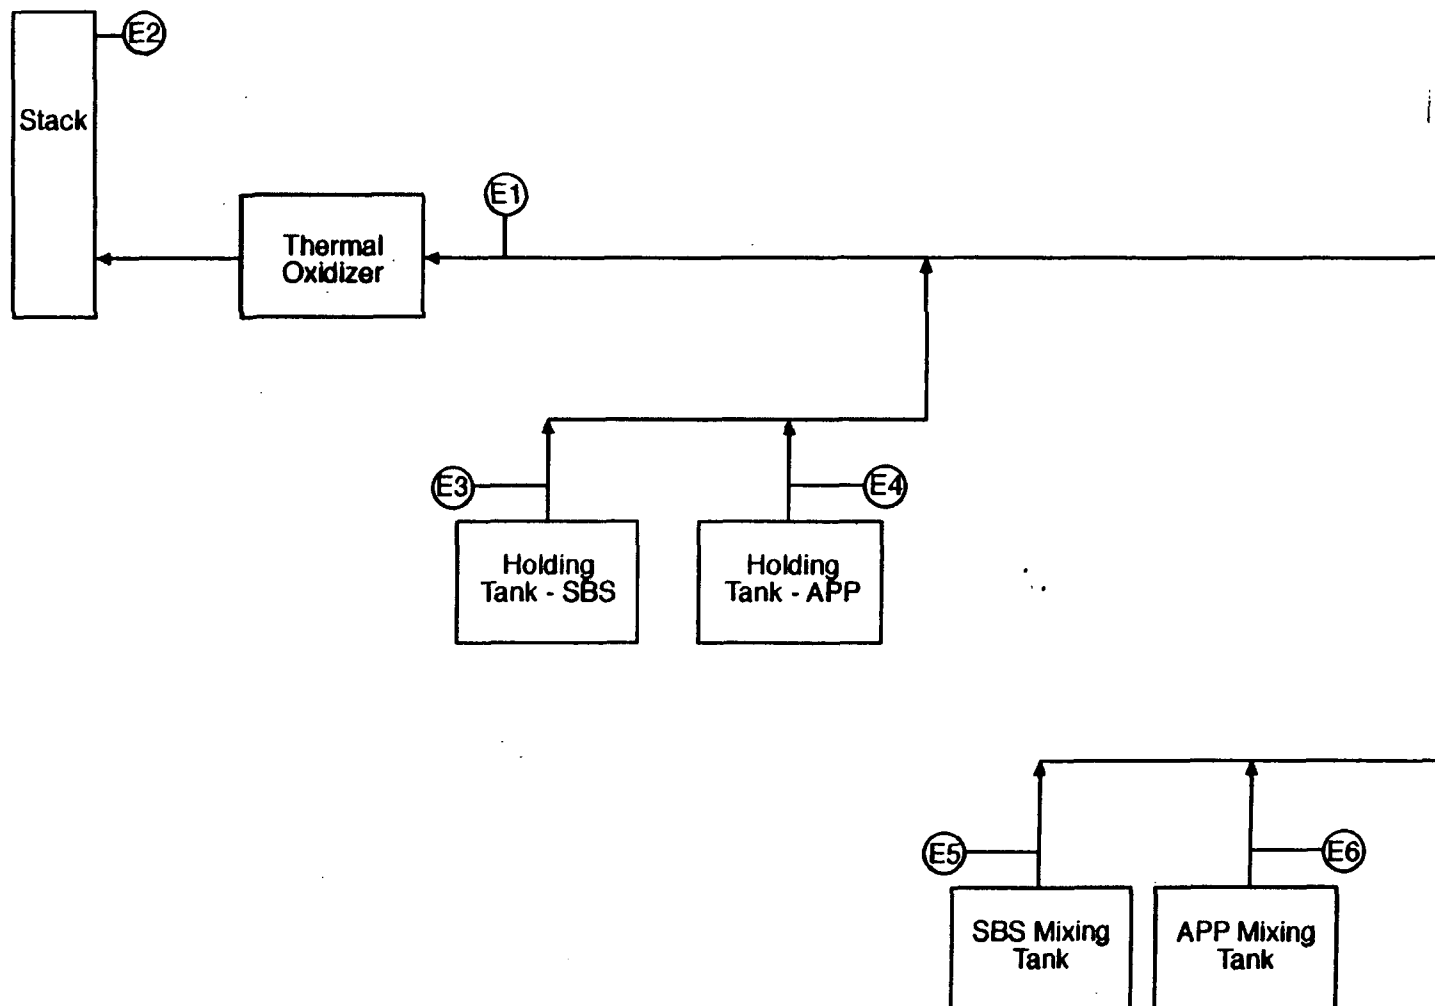 E2
Stack
E1
Thermal
Oxidizer
E3
E4
Holding
Tank - SBS
Holding
Tank - APP
E5
E6
SBS Mixing
Tank
APP Mixing
Tank